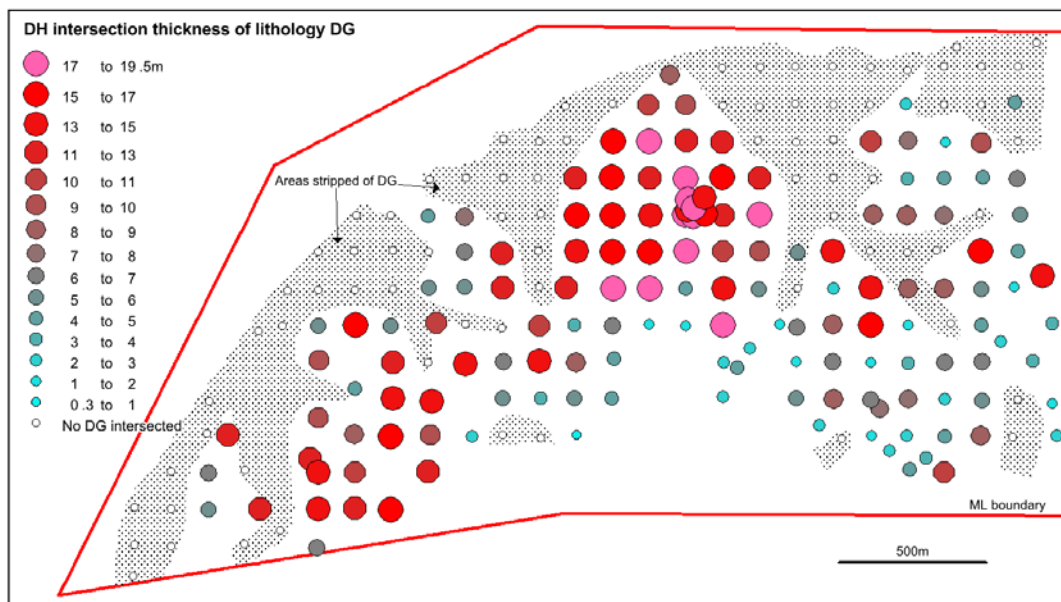 DH intersection thickness of lithology DG
17 to 19 .5m
15 to 17
13 to 15
11 to 13
10 to 11
9 to 10
8 to 9
7 to 8
6 to 7
5 to 6
4 to 5
3 to 4
2 to 3
1 to 2
0 .3 to 1
No DG intersected
Areas stripped of DG
ML boundary
500m